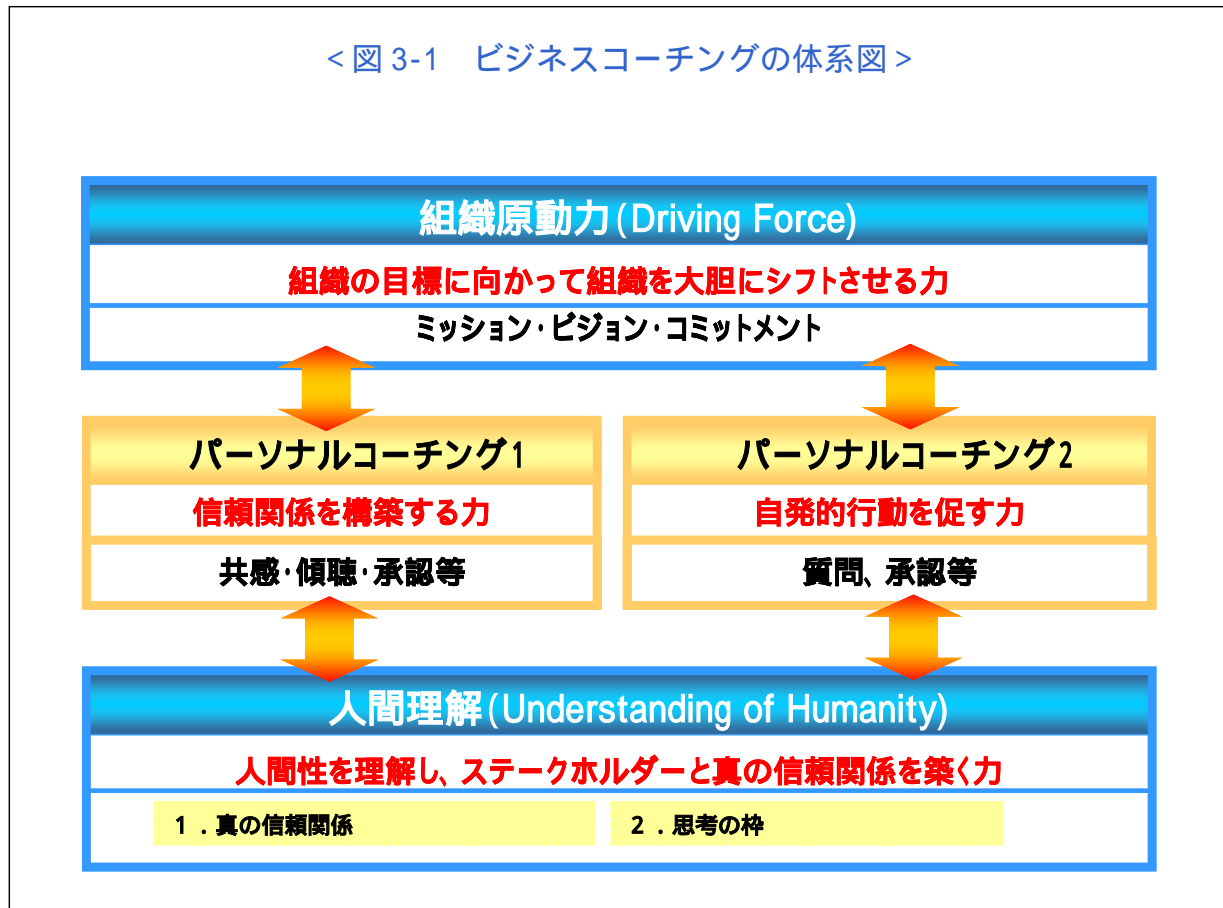 <図 3-1　ビジネスコーチングの体系図>
組織原動力(Driving Force)
組織の目標に向かって組織を大胆にシフトさせる力
ミッション・ビジョン・コミットメント
パーソナルコーチング1
信頼関係を構築する力
共感・傾聴・承認等
パーソナルコーチング2
自発的行動を促す力
質問、承認等
人間理解(Understanding of Humanity)
人間性を理解し、ステークホルダーと真の信頼関係を築く力
1．真の信頼関係
2．思考の枠